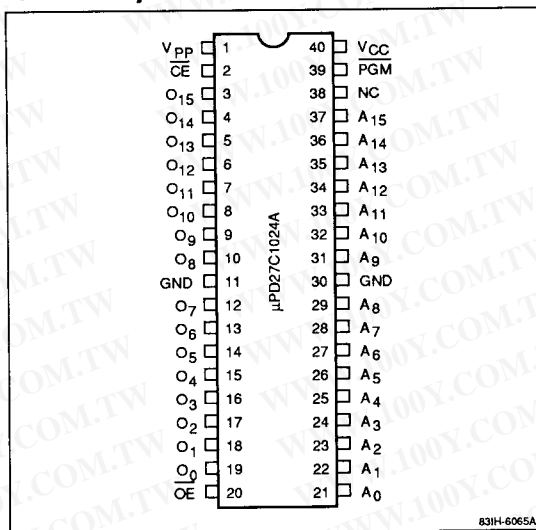 VPP 1 40 VCC
CE 2 39 PGM
O15 3 38 NC
O14 4 37 A15
O13 5 36 A14
O12 6 35 A13
O11 7 34 A12
O10 8 33 A11
O9 9 32 A10
O8 10 31 A9
GND 11 30 GND
O7 12 29 A8
O6 13 28 A7
O5 14 27 A6
O4 15 26 A5
O3 16 25 A4
O2 17 24 A3
O1 18 23 A2
O0 19 22 A1
OE 20 21 A0
µPD27C1024A
83IH-6065A
WWW.100Y.COM.TW